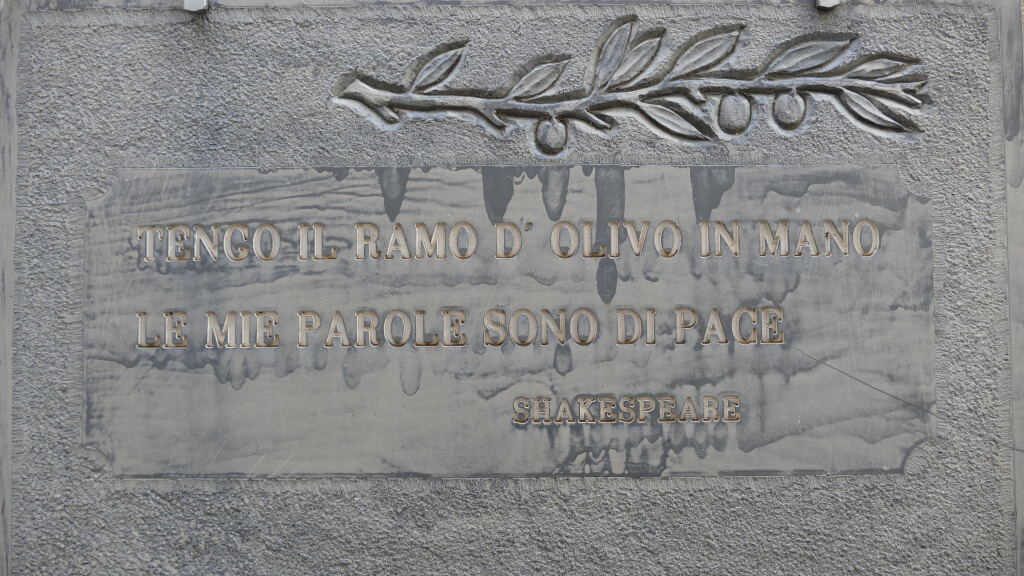 TENGO IL RAMO D' OLIVO IN MANO
LE MIE PAROLE SONO DI PACE
SHAKESPEARE